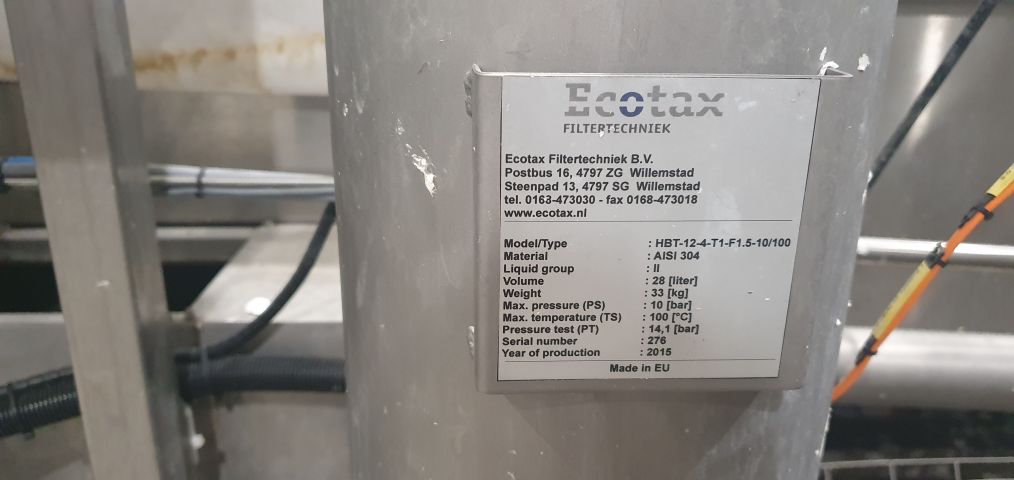 Ecotax
FILTERTECHNIEK
Ecotax Filtertechniek B.V.
Postbus 16, 4797 ZG Willemstad
Steenpad 13, 4797 SG Willemstad
tel. 0168-473030 - fax 0168-473018
www.ecotax.nl
Model/Type : HBT-12-4-T1-F1.5-10/100
Material : AISI 304
Liquid group : II
Volume : 28 [liter]
Weight : 33 [kg]
Max. pressure (PS) : 10 [bar]
Max. temperature (TS) : 100 [°C]
Pressure test (PT) : 14,1 [bar]
Serial number : 276
Year of production : 2015
Made in EU